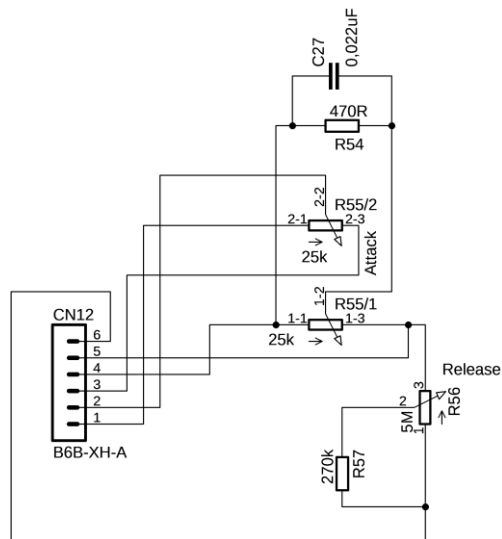 C27
0,022uF
470R
R54
2-2
R55/2
2-1
2-3
25k
Attack
1-2
R55/1
1-1
1-3
25k
CN12
6
5
4
3
2
1
B6B-XH-A
Release
3
2
1
5M
R56
270k
R57